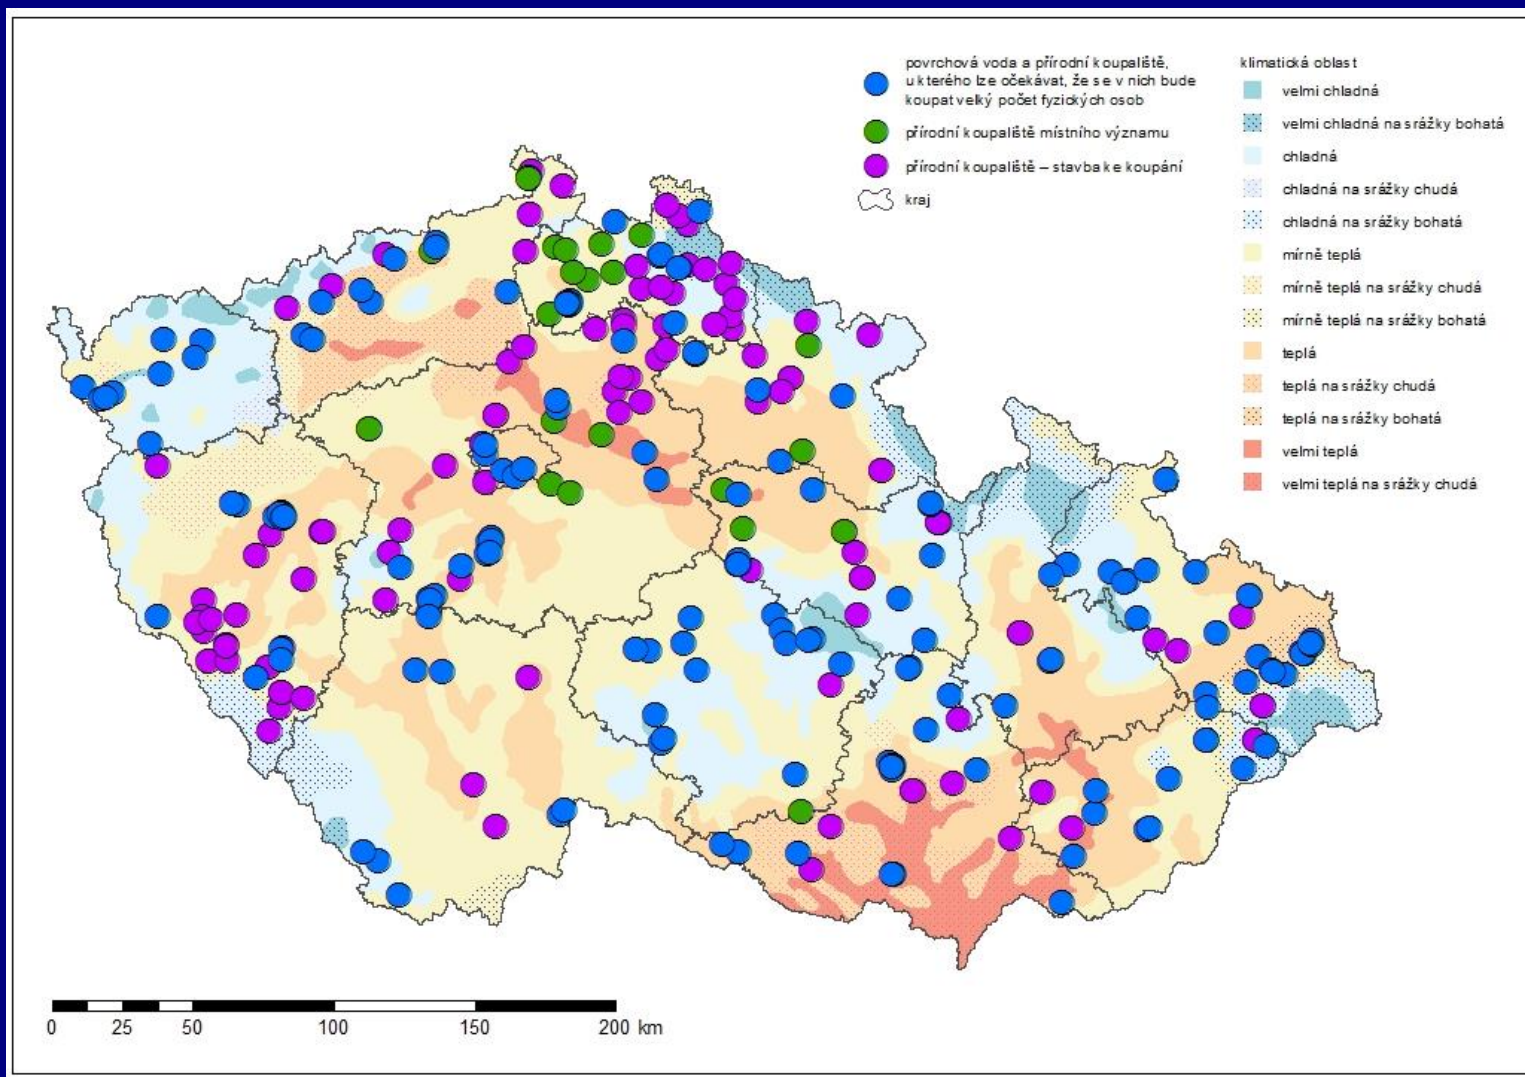 povrchová voda a přírodní koupaliště,
u kterého lze očekávat, že se v nich bude
koupat velký počet fyzických osob
přírodní koupaliště místního významu
přírodní koupaliště – stavba ke koupání
kraj
klimatická oblast
velmi chladná
velmi chladná na srážky bohatá
chladná
chladná na srážky chudá
chladná na srážky bohatá
mírně teplá
mírně teplá na srážky chudá
mírně teplá na srážky bohatá
teplá
teplá na srážky chudá
teplá na srážky bohatá
velmi teplá
velmi teplá na srážky chudá
0 25 50 100 150 200 km